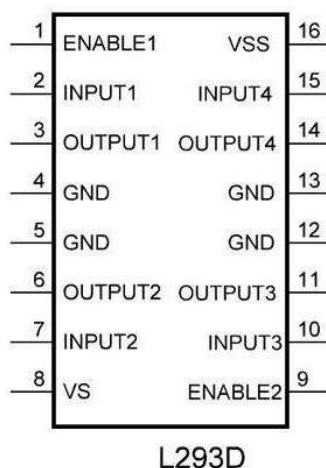 1 ENABLE1 VSS 16
2 INPUT1 INPUT4 15
3 OUTPUT1 OUTPUT4 14
4 GND GND 13
5 GND GND 12
6 OUTPUT2 OUTPUT3 11
7 INPUT2 INPUT3 10
8 VS ENABLE2 9
L293D